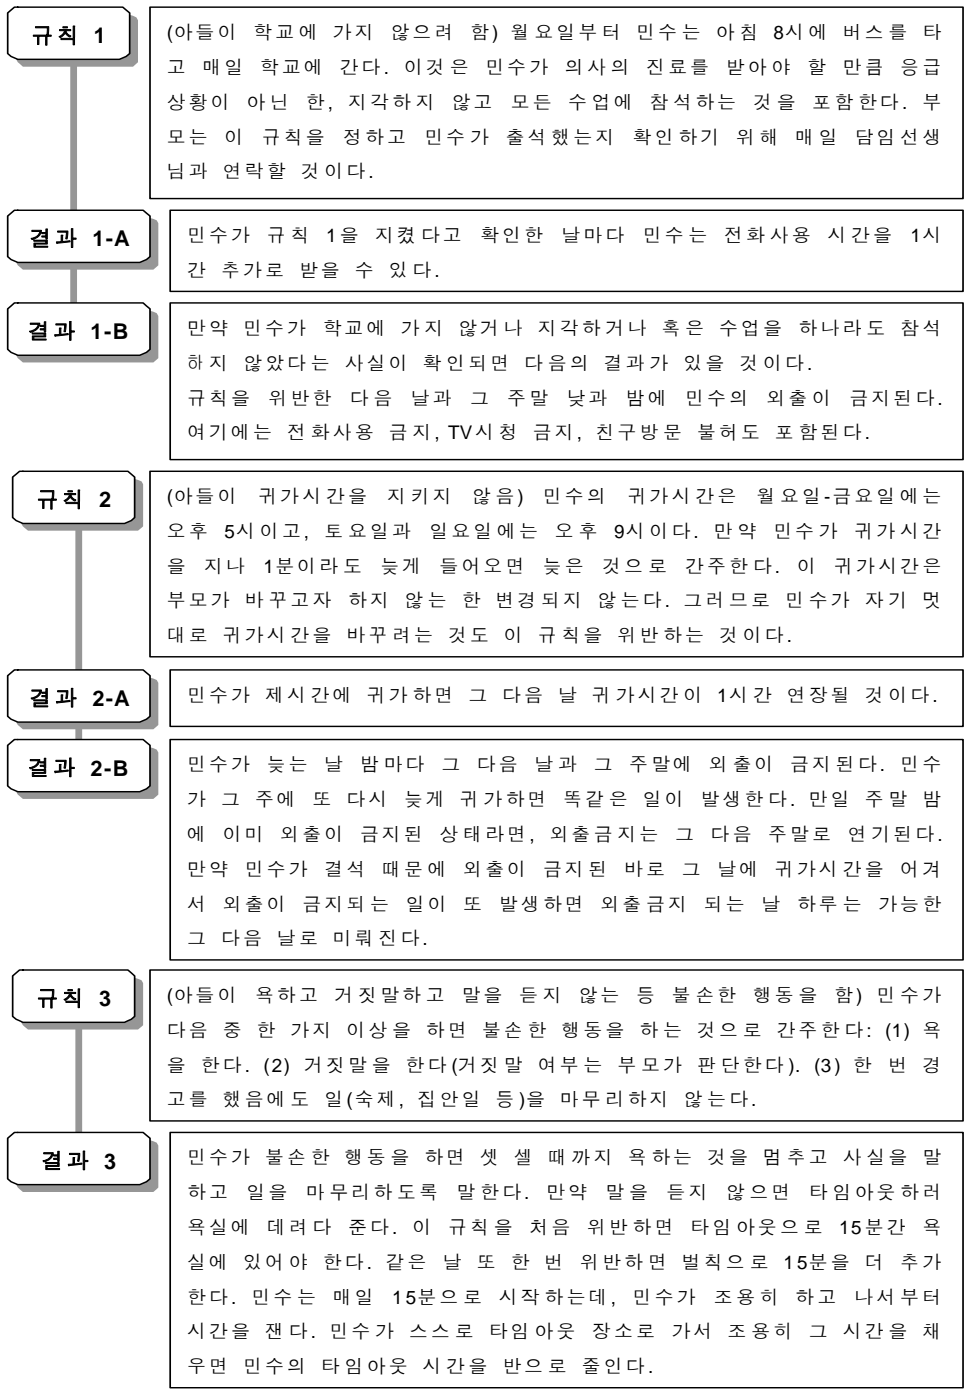 규칙 1
(아들이 학교에 가지 않으려 함) 월요일부터 민수는 아침 8시에 버스를 타
고 매일 학교에 간다. 이것은 민수가 의사의 진료를 받아야 할 만큼 응급
상황이 아닌 한, 지각하지 않고 모든 수업에 참석하는 것을 포함한다. 부
모는 이 규칙을 정하고 민수가 출석했는지 확인하기 위해 매일 담임선생
님과 연락할 것이다.
결과 1-A
민수가 규칙 1을 지켰다고 확인한 날마다 민수는 전화사용 시간을 1시
간 추가로 받을 수 있다.
결과 1-B
만약 민수가 학교에 가지 않거나 지각하거나 혹은 수업을 하나라도 참석
하지 않았다는 사실이 확인되면 다음의 결과가 있을 것이다.
규칙을 위반한 다음 날과 그 주말 낮과 밤에 민수의 외출이 금지된다.
여기에는 전화사용 금지, TV시청 금지, 친구방문 불허도 포함된다.
규칙 2
(아들이 귀가시간을 지키지 않음) 민수의 귀가시간은 월요일-금요일에는
오후 5시이고, 토요일과 일요일에는 오후 9시이다. 만약 민수가 귀가시간
을 지나 1분이라도 늦게 들어오면 늦은 것으로 간주한다. 이 귀가시간은
부모가 바꾸고자 하지 않는 한 변경되지 않는다. 그러므로 민수가 자기 멋
대로 귀가시간을 바꾸려는 것도 이 규칙을 위반하는 것이다.
결과 2-A
민수가 제시간에 귀가하면 그 다음 날 귀가시간이 1시간 연장될 것이다.
결과 2-B
민수가 늦는 날 밤마다 그 다음 날과 그 주말에 외출이 금지된다. 민수
가 그 주에 또 다시 늦게 귀가하면 똑같은 일이 발생한다. 만일 주말 밤
에 이미 외출이 금지된 상태라면, 외출금지는 그 다음 주말로 연기된다.
만약 민수가 결석 때문에 외출이 금지된 바로 그 날에 귀가시간을 어겨
서 외출이 금지되는 일이 또 발생하면 외출금지 되는 날 하루는 가능한
그 다음 날로 미뤄진다.
규칙 3
(아들이 욕하고 거짓말하고 말을 듣지 않는 등 불손한 행동을 함) 민수가
다음 중 한 가지 이상을 하면 불손한 행동을 하는 것으로 간주한다: (1) 욕
을 한다. (2) 거짓말을 한다(거짓말 여부는 부모가 판단한다). (3) 한 번 경
고를 했음에도 일(숙제, 집안일 등)을 마무리하지 않는다.
결과 3
민수가 불손한 행동을 하면 셋 셀 때까지 욕하는 것을 멈추고 사실을 말
하고 일을 마무리하도록 말한다. 만약 말을 듣지 않으면 타임아웃하러
욕실에 데려다 준다. 이 규칙을 처음 위반하면 타임아웃으로 15분간 욕
실에 있어야 한다. 같은 날 또 한 번 위반하면 벌칙으로 15분을 더 추가
한다. 민수는 매일 15분으로 시작하는데, 민수가 조용히 하고 나서부터
시간을 잰다. 민수가 스스로 타임아웃 장소로 가서 조용히 그 시간을 채
우면 민수의 타임아웃 시간을 반으로 줄인다.